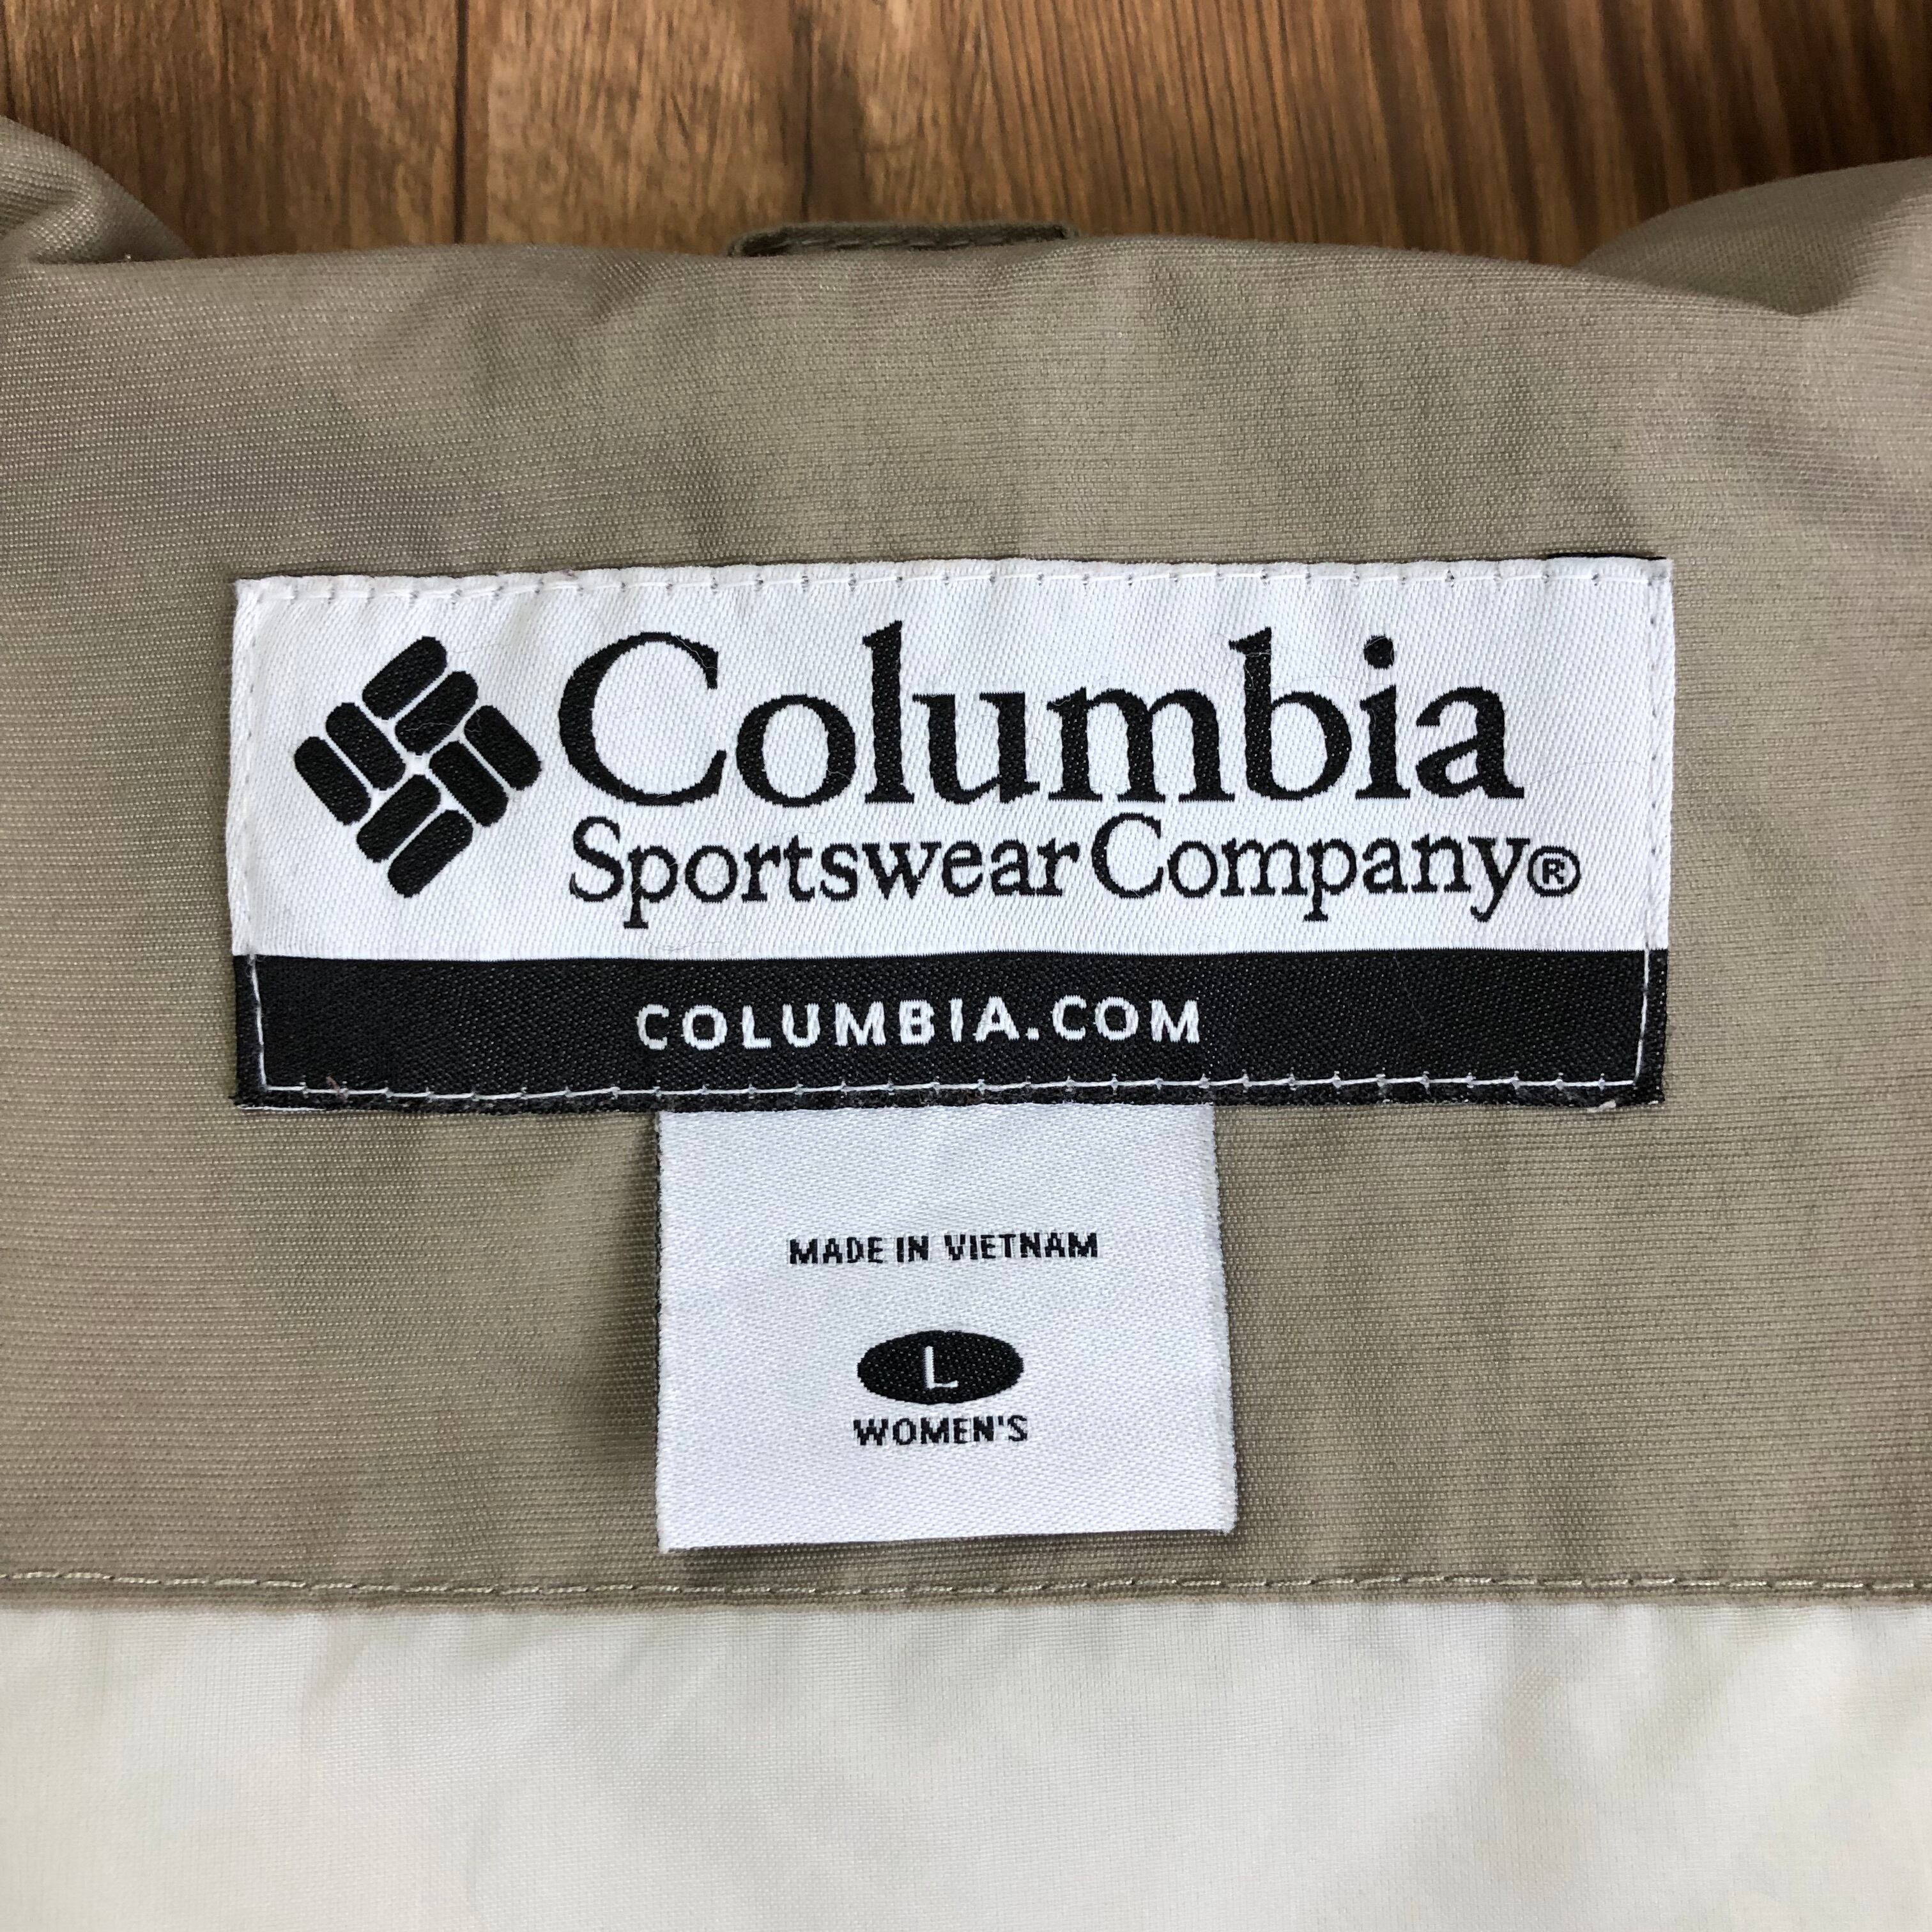 Columbia
Sportswear Company®
COLUMBIA.COM
MADE IN VIETNAM
L
WOMEN'S